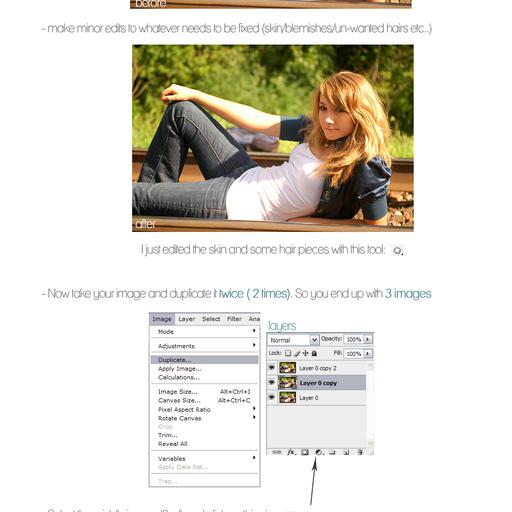 before
- make minor edits to whatever needs to be fixed (skin/blemishes/un-wanted hairs etc..)
after
I just edited the skin and some hair pieces with this tool:
- Now take your image and duplicate it twice ( 2 times). So you end up with 3 images
Image Layer Select Filter Ana
Mode
Adjustments
Duplicate...
Apply Image...
Calculations...
Image Size... Alt+Ctrl+I
Canvas Size... Alt+Ctrl+C
Pixel Aspect Ratio
Rotate Canvas
Crop
Trim...
Reveal All
Variables
Apply Data Set...
Trap...
layers
Normal Opacity: 100%
Lock: Fill: 100%
Layer 0 copy 2
Layer 0 copy
Layer 0